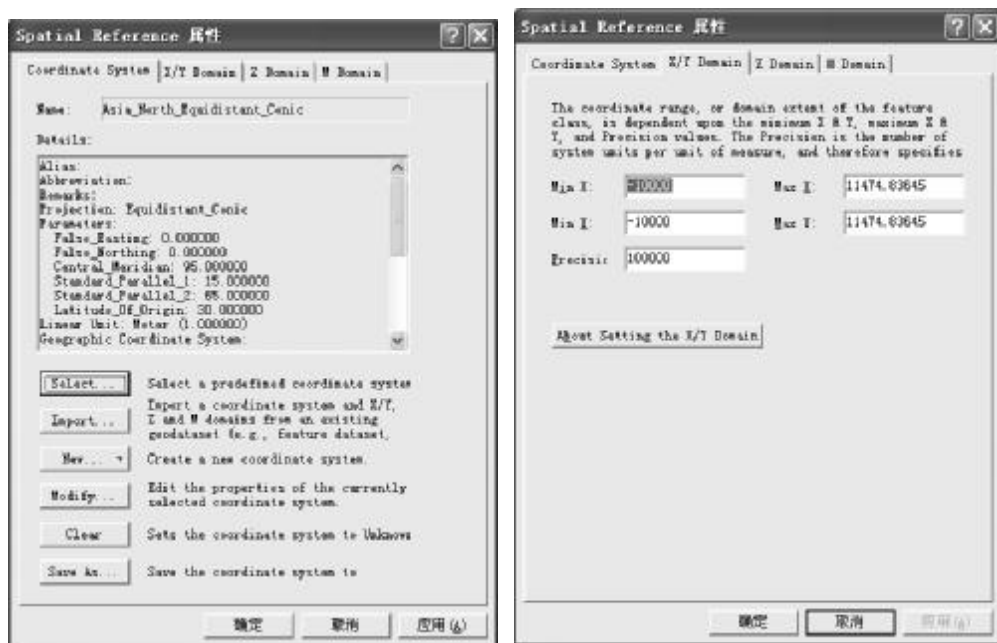 Spatial Reference 属性
Coordinate System X/Y Domain Z Domain M Domain
Name: Asia_North_Equidistant_Conic
Details:
Alias:
Abbreviation:
Remarks:
Projection: Equidistant_Conic
Parameters:
False_Easting: 0.000000
False_Northing: 0.000000
Central_Meridian: 95.000000
Standard_Parallel_1: 15.000000
Standard_Parallel_2: 65.000000
Latitude_Of_Origin: 30.000000
Linear Unit: Meter (1.000000)
Geographic Coordinate System:
Select... Select a predefined coordinate system
Import... Import a coordinate system and X/Y,
Z and M domains from an existing
geodataset (e.g., feature dataset,
New... Create a new coordinate system.
Modify... Edit the properties of the currently
selected coordinate system.
Clear Sets the coordinate system to Unknown
Save As... Save the coordinate system to
确定 取消 应用(A)
Spatial Reference 属性
Coordinate System X/Y Domain Z Domain M Domain
The coordinate range, or domain extent of the feature
class, is dependent upon the minimum X & Y, maximum X &
Y, and Precision values. The Precision is the number of
system units per unit of measure, and therefore specifies
Min X: -10000 Max X: 11474.83645
Min Y: -10000 Max Y: 11474.83645
Precisic 100000
About Setting the X/Y Domain
确定 取消 应用(A)